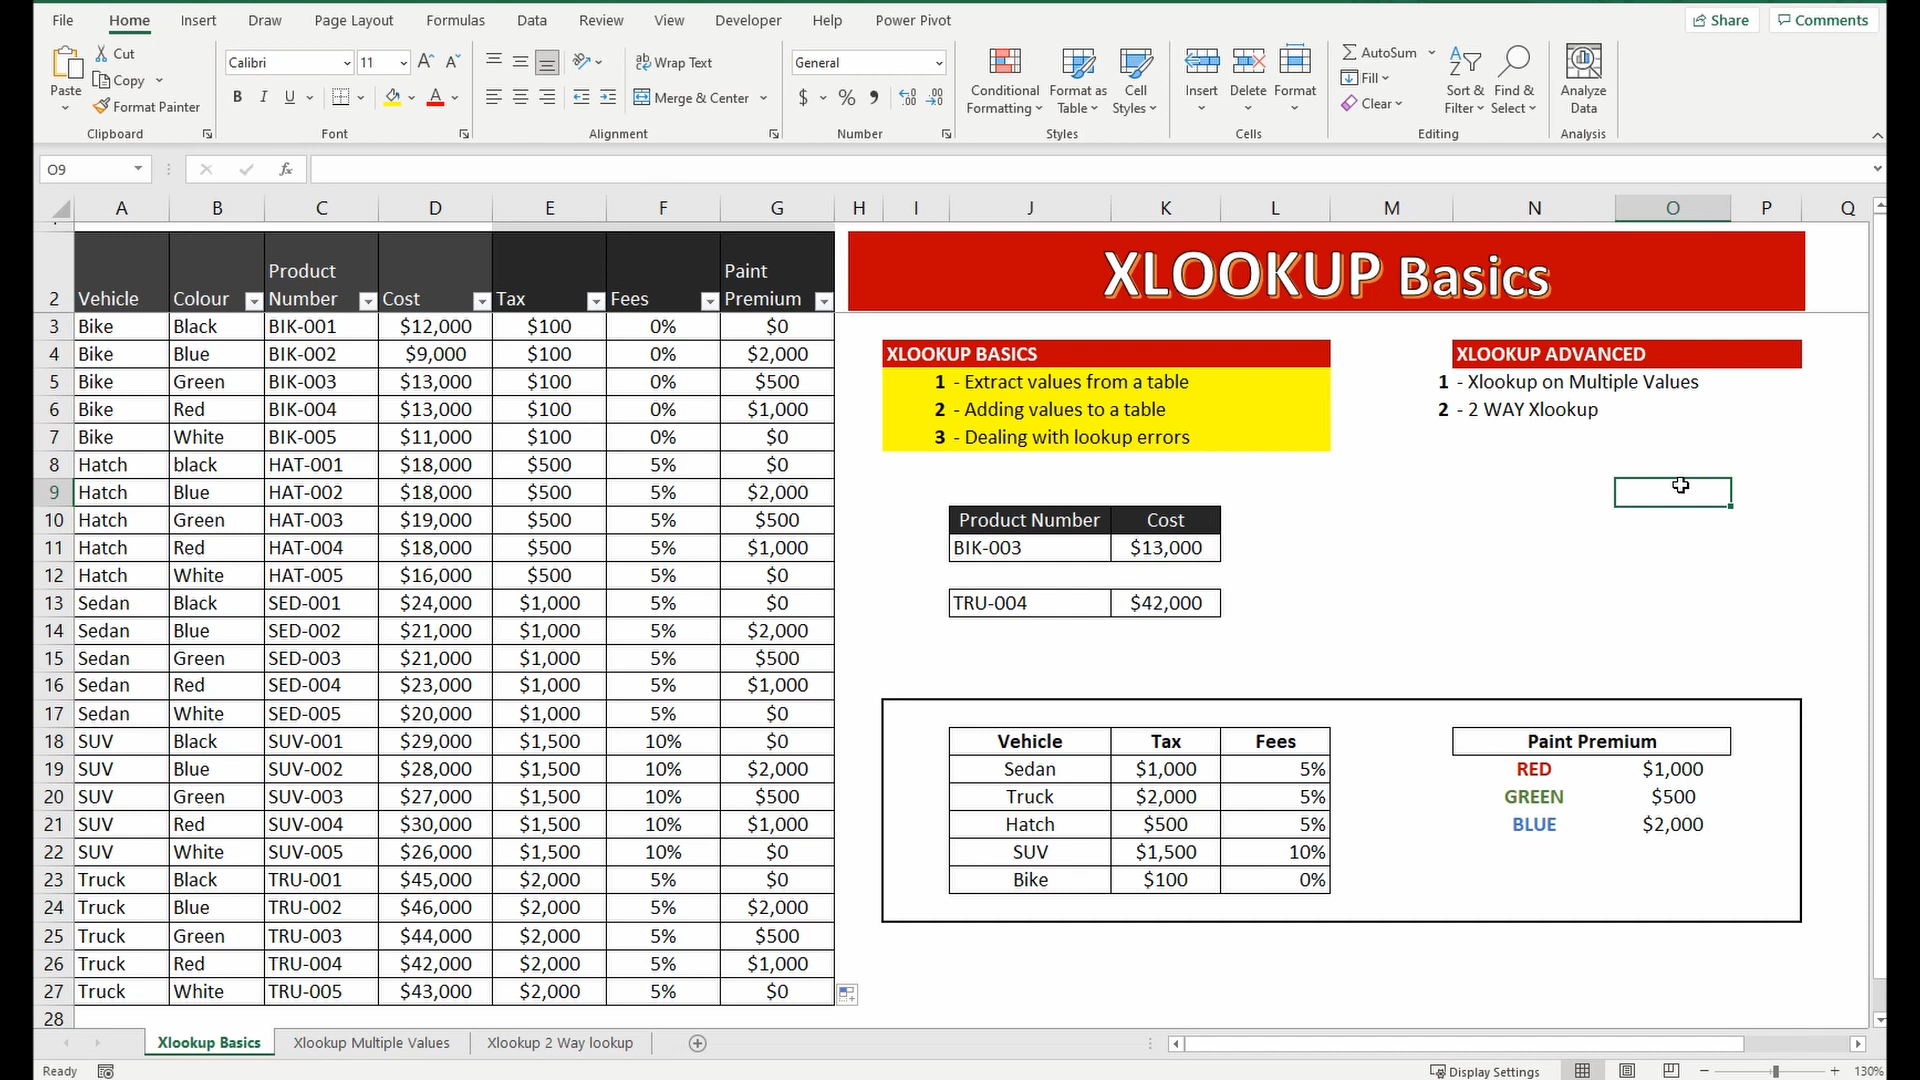 File Home Insert Draw Page Layout Formulas Data Review View Developer Help Power Pivot Share Comments
Paste Cut Copy Format Painter Clipboard
Calibri 11 B I U A Font
Wrap Text Merge & Center Alignment
General $ % Number
Conditional Formatting Format as Table Cell Styles Styles
Insert Delete Format Cells
AutoSum Fill Clear Sort & Filter Find & Select Editing
Analyze Data Analysis
O9 fx
A B C D E F G H I J K L M N O P Q
2 Vehicle Colour Product Number Cost Tax Fees Paint Premium
XLOOKUP Basics
3 Bike Black BIK-001 $12,000 $100 0% $0
4 Bike Blue BIK-002 $9,000 $100 0% $2,000 XLOOKUP BASICS XLOOKUP ADVANCED
5 Bike Green BIK-003 $13,000 $100 0% $500 1 - Extract values from a table 1 - Xlookup on Multiple Values
6 Bike Red BIK-004 $13,000 $100 0% $1,000 2 - Adding values to a table 2 - 2 WAY Xlookup
7 Bike White BIK-005 $11,000 $100 0% $0 3 - Dealing with lookup errors
8 Hatch black HAT-001 $18,000 $500 5% $0
9 Hatch Blue HAT-002 $18,000 $500 5% $2,000
10 Hatch Green HAT-003 $19,000 $500 5% $500 Product Number Cost
11 Hatch Red HAT-004 $18,000 $500 5% $1,000 BIK-003 $13,000
12 Hatch White HAT-005 $16,000 $500 5% $0
13 Sedan Black SED-001 $24,000 $1,000 5% $0 TRU-004 $42,000
14 Sedan Blue SED-002 $21,000 $1,000 5% $2,000
15 Sedan Green SED-003 $21,000 $1,000 5% $500
16 Sedan Red SED-004 $23,000 $1,000 5% $1,000
17 Sedan White SED-005 $20,000 $1,000 5% $0
18 SUV Black SUV-001 $29,000 $1,500 10% $0 Vehicle Tax Fees Paint Premium
19 SUV Blue SUV-002 $28,000 $1,500 10% $2,000 Sedan $1,000 5% RED $1,000
20 SUV Green SUV-003 $27,000 $1,500 10% $500 Truck $2,000 5% GREEN $500
21 SUV Red SUV-004 $30,000 $1,500 10% $1,000 Hatch $500 5% BLUE $2,000
22 SUV White SUV-005 $26,000 $1,500 10% $0 SUV $1,500 10%
23 Truck Black TRU-001 $45,000 $2,000 5% $0 Bike $100 0%
24 Truck Blue TRU-002 $46,000 $2,000 5% $2,000
25 Truck Green TRU-003 $44,000 $2,000 5% $500
26 Truck Red TRU-004 $42,000 $2,000 5% $1,000
27 Truck White TRU-005 $43,000 $2,000 5% $0
28
Xlookup Basics Xlookup Multiple Values Xlookup 2 Way lookup
Ready Display Settings 130%